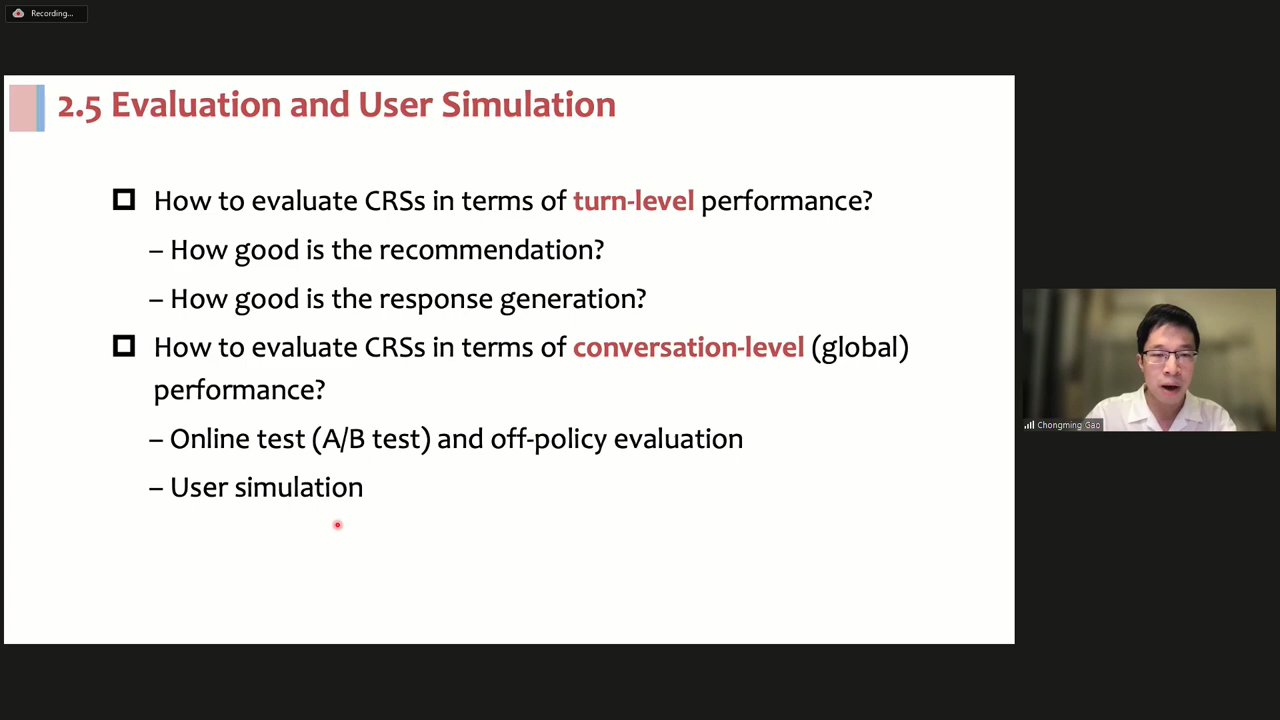 Recording...
2.5 Evaluation and User Simulation
How to evaluate CRSs in terms of turn-level performance?
– How good is the recommendation?
– How good is the response generation?
How to evaluate CRSs in terms of conversation-level (global)
performance?
– Online test (A/B test) and off-policy evaluation
– User simulation
Chongming Gao